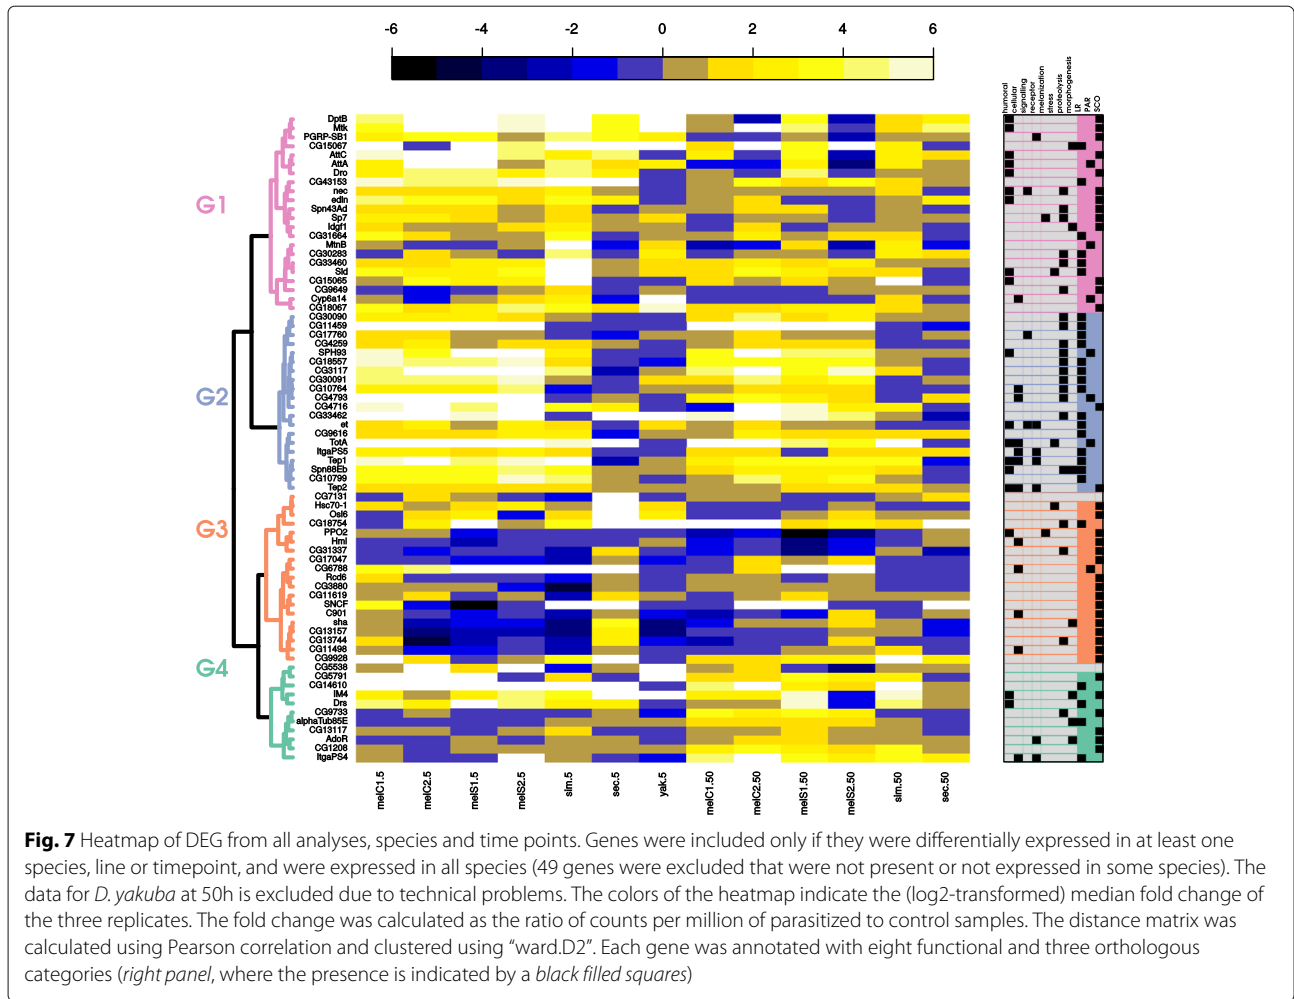 -6 -4 -2 0 2 4 6
humoral
cellular
signalling
receptor
melanization
stress
proteolysis
morphogenesis
LR
PAR
SCO
G1
G2
G3
G4
DptB
Mtk
PGRP-SB1
CG15067
AttC
AttA
Dro
CG43153
nec
edin
Spn43Ad
Sp7
Idgf1
CG31664
MtnB
CG30283
CG33460
Sid
CG15065
CG9649
Cyp6a14
CG18067
CG30090
CG11459
CG17760
CG4259
SPH93
CG18557
CG3117
CG30091
CG10764
CG4793
CG4716
CG33462
et
CG9616
TotA
ItgaPS5
Tep1
Spn88Eb
CG10799
Tep2
CG7131
Hsc70-1
Osi6
CG18754
PPO2
Hml
CG31337
CG17047
CG6788
Rcd6
CG3880
CG11619
SNCF
C901
sha
CG13157
CG13744
CG11498
CG9928
CG5538
CG5791
CG14610
IM4
Drs
CG9733
alphaTub85E
CG13117
AdoR
CG1208
ItgaPS4
melC1.5
melC2.5
melS1.5
melS2.5
sim.5
sec.5
yak.5
melC1.50
melC2.50
melS1.50
melS2.50
sim.50
sec.50
Fig. 7 Heatmap of DEG from all analyses, species and time points. Genes were included only if they were differentially expressed in at least one
species, line or timepoint, and were expressed in all species (49 genes were excluded that were not present or not expressed in some species). The
data for D. yakuba at 50h is excluded due to technical problems. The colors of the heatmap indicate the (log2-transformed) median fold change of
the three replicates. The fold change was calculated as the ratio of counts per million of parasitized to control samples. The distance matrix was
calculated using Pearson correlation and clustered using “ward.D2”. Each gene was annotated with eight functional and three orthologous
categories (right panel, where the presence is indicated by a black filled squares)